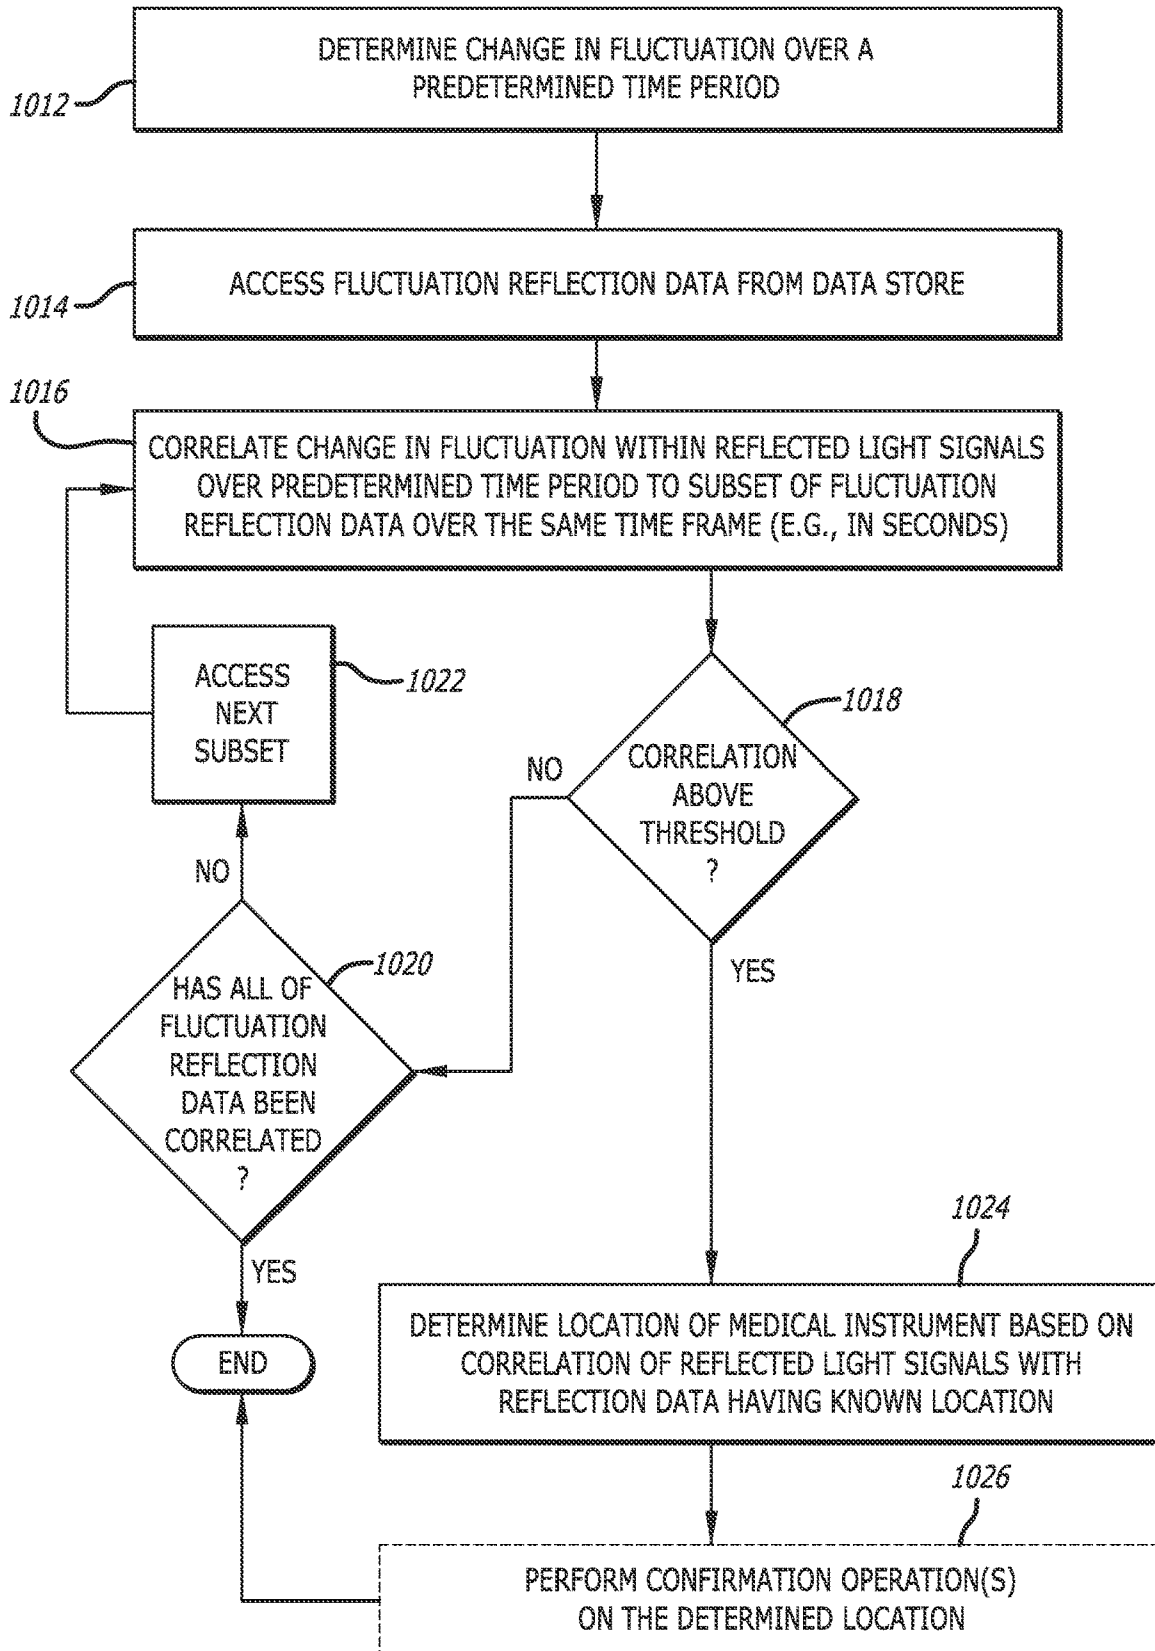 DETERMINE CHANGE IN FLUCTUATION OVER A
PREDETERMINED TIME PERIOD
1012
ACCESS FLUCTUATION REFLECTION DATA FROM DATA STORE
1014
1016
CORRELATE CHANGE IN FLUCTUATION WITHIN REFLECTED LIGHT SIGNALS
OVER PREDETERMINED TIME PERIOD TO SUBSET OF FLUCTUATION
REFLECTION DATA OVER THE SAME TIME FRAME (E.G., IN SECONDS)
ACCESS
NEXT
SUBSET
1022
1018
CORRELATION
ABOVE
THRESHOLD
?
NO
YES
NO
1020
HAS ALL OF
FLUCTUATION
REFLECTION
DATA BEEN
CORRELATED
?
YES
END
1024
DETERMINE LOCATION OF MEDICAL INSTRUMENT BASED ON
CORRELATION OF REFLECTED LIGHT SIGNALS WITH
REFLECTION DATA HAVING KNOWN LOCATION
1026
PERFORM CONFIRMATION OPERATION(S)
ON THE DETERMINED LOCATION